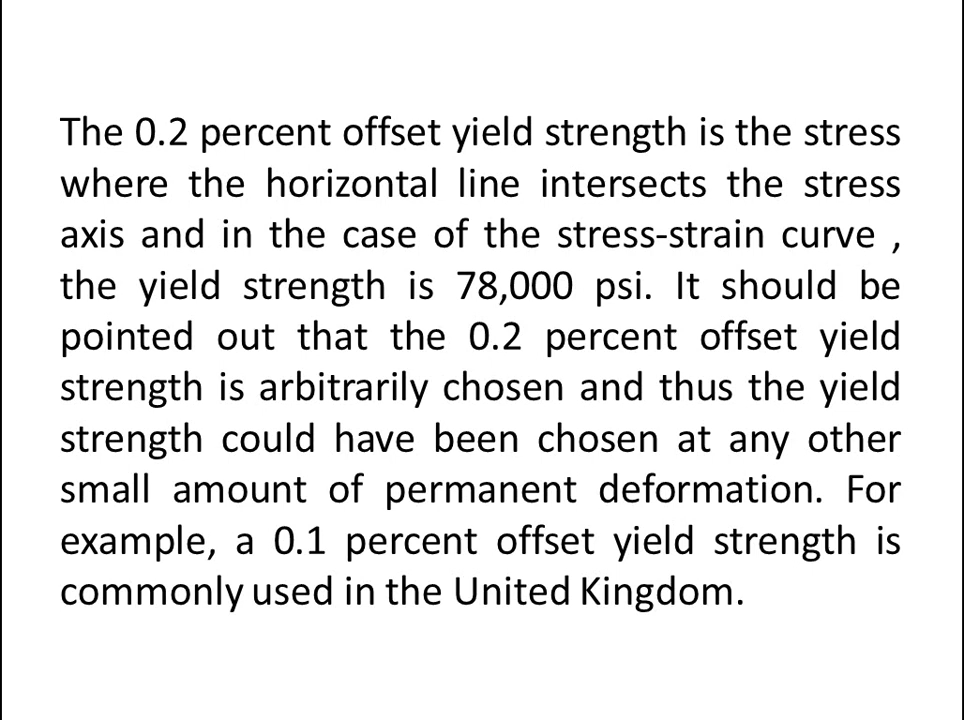 The 0.2 percent offset yield strength is the stress
where the horizontal line intersects the stress
axis and in the case of the stress-strain curve ,
the yield strength is 78,000 psi. It should be
pointed out that the 0.2 percent offset yield
strength is arbitrarily chosen and thus the yield
strength could have been chosen at any other
small amount of permanent deformation. For
example, a 0.1 percent offset yield strength is
commonly used in the United Kingdom.